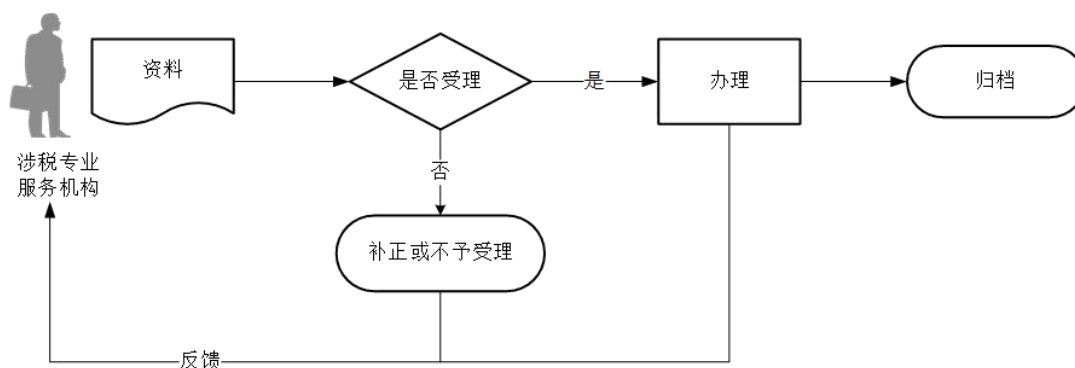 资料
是否受理
是
办理
归档
涉税专业
服务机构
否
补正或不予受理
反馈